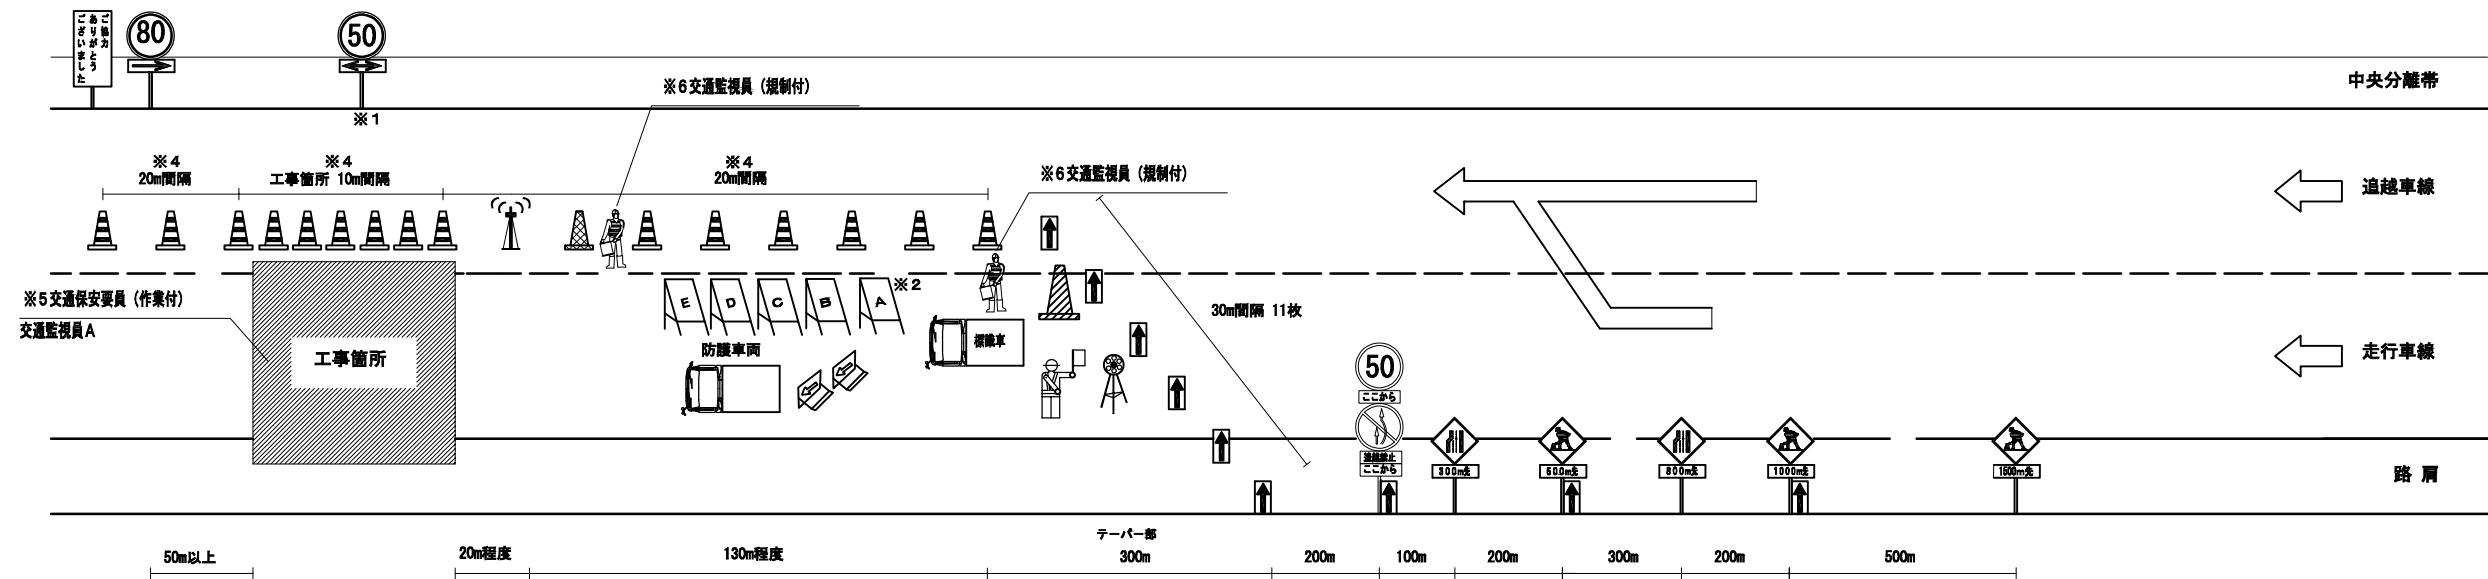 ご協力
ありがとう
ございました
80
50
※1
※6交通監視員（規制付）
中央分離帯
※4
20m間隔
※4
工事箇所 10m間隔
※4
20m間隔
※6交通監視員（規制付）
追越車線
※5交通保安要員（作業付）
交通監視員A
工事箇所
E
D
C
B
A
※2
防護車両
標識車
30m間隔 11枚
走行車線
50
ここから
追越禁止
ここから
300m先
500m先
800m先
1000m先
1500m先
路 肩
テーパー部
50m以上
20m程度
130m程度
300m
200m
100m
200m
300m
200m
500m